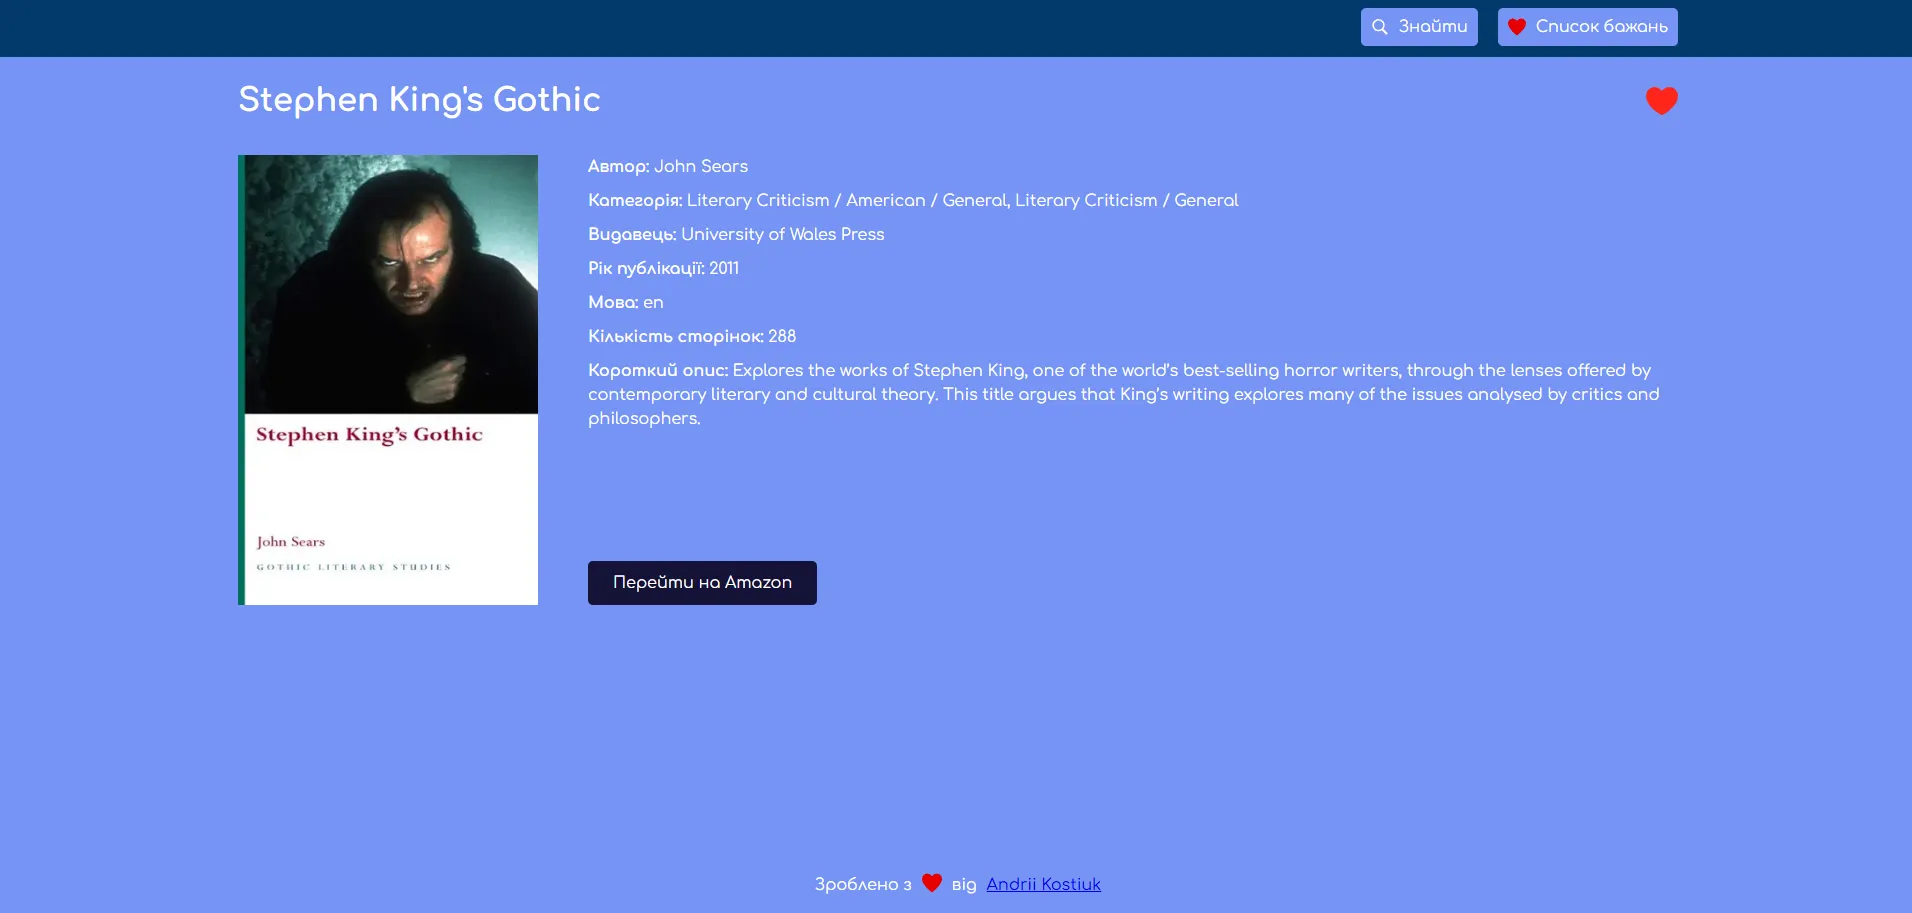 Знайти
Список бажань
Stephen King's Gothic
Автор: John Sears
Категорія: Literary Criticism / American / General, Literary Criticism / General
Видавець: University of Wales Press
Рік публікації: 2011
Мова: en
Кількість сторінок: 288
Короткий опис: Explores the works of Stephen King, one of the world’s best-selling horror writers, through the lenses offered by
contemporary literary and cultural theory. This title argues that King’s writing explores many of the issues analysed by critics and
philosophers.
Stephen King’s Gothic
John Sears
GOTHIC LITERARY STUDIES
Перейти на Amazon
Зроблено з від Andrii Kostiuk